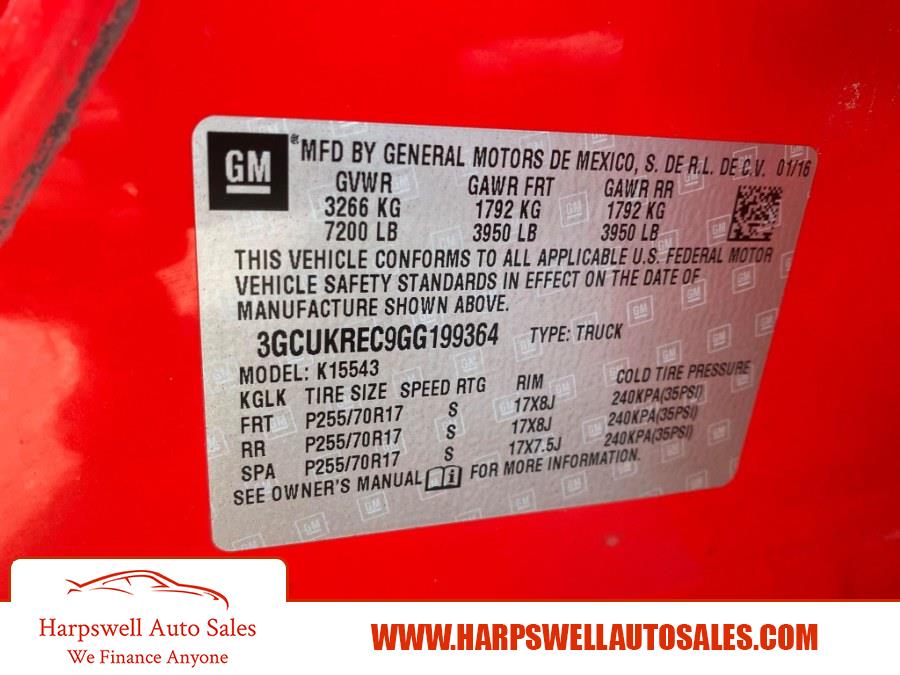 GM
® MFD BY GENERAL MOTORS DE MEXICO, S. DE R.L. DE C.V. 01/16
GVWR GAWR FRT GAWR RR
3266 KG 1792 KG 1792 KG
7200 LB 3950 LB 3950 LB
THIS VEHICLE CONFORMS TO ALL APPLICABLE U.S. FEDERAL MOTOR
VEHICLE SAFETY STANDARDS IN EFFECT ON THE DATE OF
MANUFACTURE SHOWN ABOVE.
3GCUKREC9GG199364 TYPE: TRUCK
MODEL: K15543
KGLK TIRE SIZE SPEED RTG RIM COLD TIRE PRESSURE
FRT P255/70R17 S 17X8J 240KPA(35PSI)
RR P255/70R17 S 17X8J 240KPA(35PSI)
SPA P255/70R17 S 17X7.5J 240KPA(35PSI)
SEE OWNER'S MANUAL i FOR MORE INFORMATION.
Harpswell Auto Sales
We Finance Anyone
WWW.HARPSWELLAUTOSALES.COM